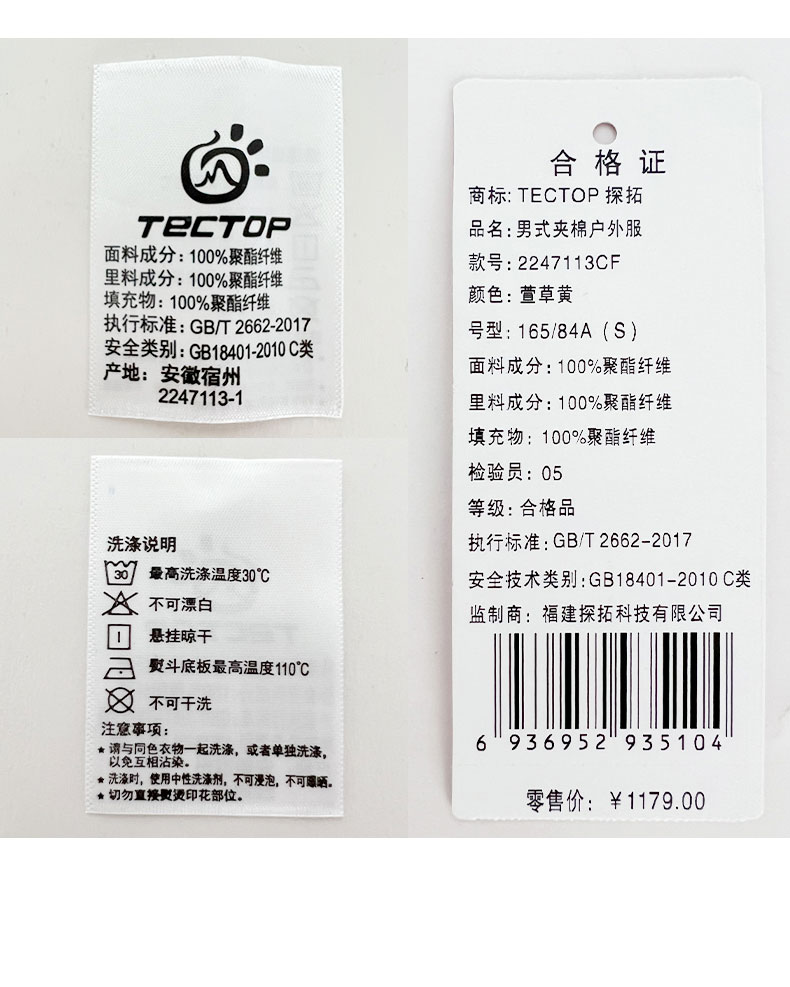 TECTOP
面料成分: 100%聚酯纤维
里料成分: 100%聚酯纤维
填充物: 100%聚酯纤维
执行标准: GB/T 2662-2017
安全类别: GB18401-2010 C类
产地: 安徽宿州
2247113-1
洗涤说明
30 最高洗涤温度30℃
不可漂白
悬挂晾干
熨斗底板最高温度110℃
不可干洗
注意事项:
★ 请与同色衣物一起洗涤, 或者单独洗涤,
以免互相沾染。
★ 洗涤时, 使用中性洗涤剂, 不可浸泡, 不可曝晒。
★ 切勿直接熨烫印花部位。
合格证
商标: TECTOP 探拓
品名: 男式夹棉户外服
款号: 2247113CF
颜色: 萱草黄
号型: 165/84A (S)
面料成分: 100%聚酯纤维
里料成分: 100%聚酯纤维
填充物: 100%聚酯纤维
检验员: 05
等级: 合格品
执行标准: GB/T 2662-2017
安全技术类别: GB18401-2010 C类
监制商: 福建探拓科技有限公司
6 936952 935104
零售价: ¥1179.00